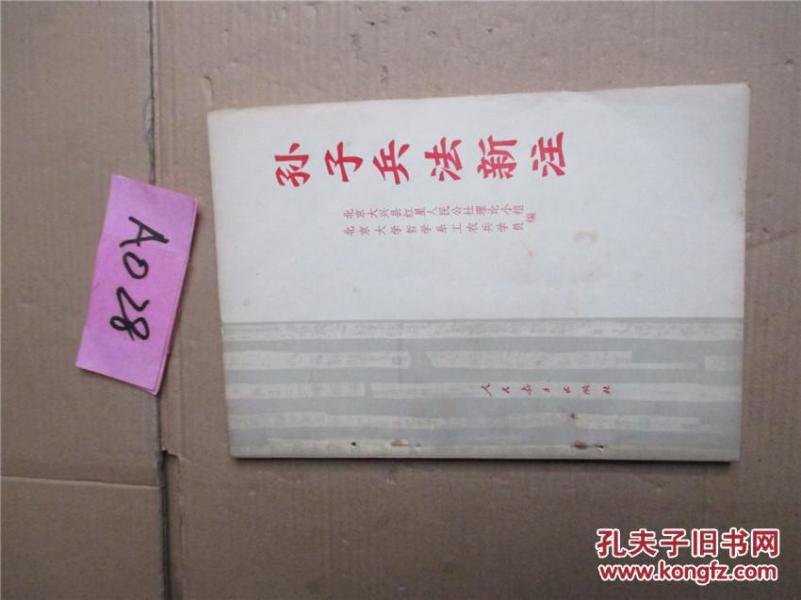 孙子兵法新注
北京大兴县红星人民公社理论小组
北京大学哲学系工农兵学员编
人民教育出版社
A028
孔夫子旧书网
www.kongfz.com